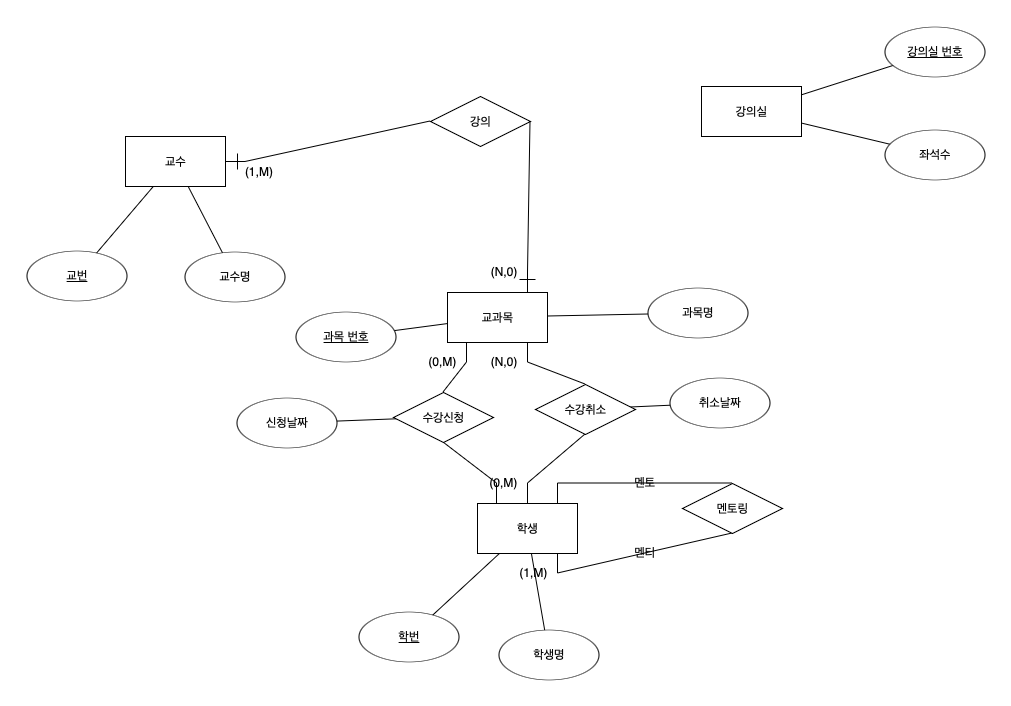 강의실 번호
강의
강의실
교수
(1,M)
좌석수
교번
교수명
(N,0)
교과목
과목명
과목 번호
(0,M)
(N,0)
취소날짜
신청날짜
수강신청
수강취소
(0,M)
멘토
멘토링
학생
멘티
(1,M)
학번
학생명